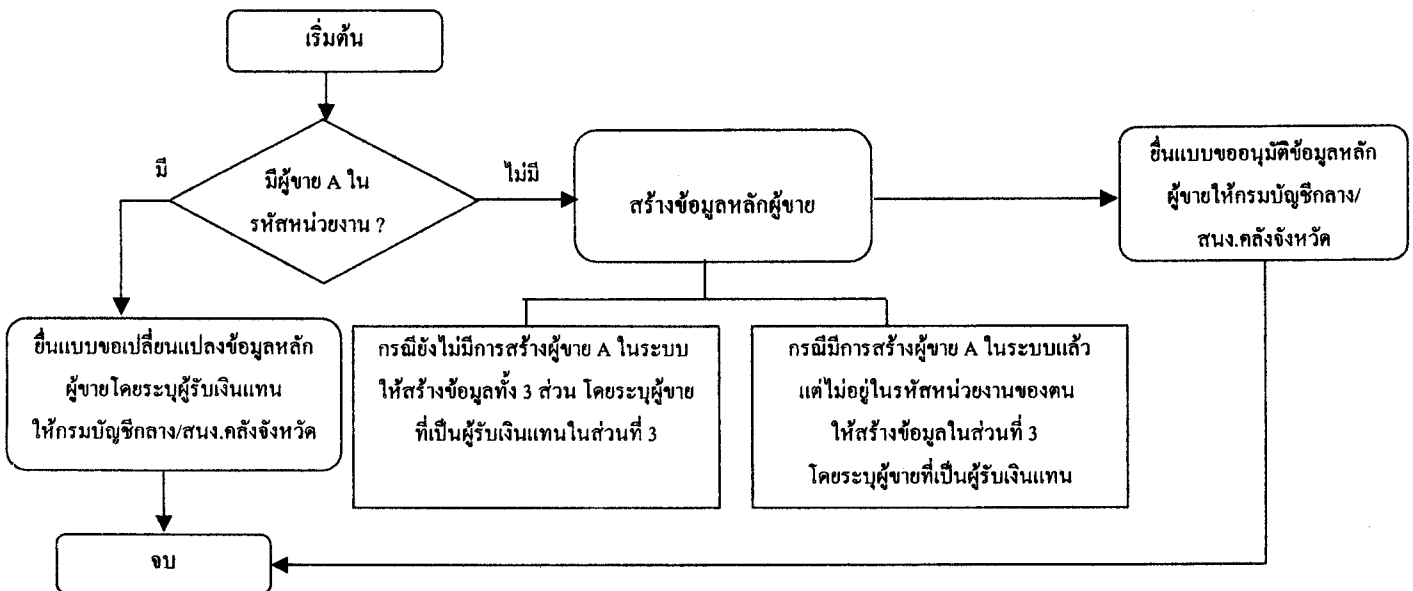 เริ่มต้น
มี
มีผู้ขาย A ใน
รหัสหน่วยงาน ?
ไม่มี
สร้างข้อมูลหลักผู้ขาย
ยื่นแบบขออนุมัติข้อมูลหลัก
ผู้ขายให้กรมบัญชีกลาง/
สนง.คลังจังหวัด
ยื่นแบบขอเปลี่ยนแปลงข้อมูลหลัก
ผู้ขายโดยระบุผู้รับเงินแทน
ให้กรมบัญชีกลาง/สนง.คลังจังหวัด
กรณียังไม่มีการสร้างผู้ขาย A ในระบบ
ให้สร้างข้อมูลทั้ง 3 ส่วน โดยระบุผู้ขาย
ที่เป็นผู้รับเงินแทนในส่วนที่ 3
กรณีมีการสร้างผู้ขาย A ในระบบแล้ว
แต่ไม่อยู่ในรหัสหน่วยงานของตน
ให้สร้างข้อมูลในส่วนที่ 3
โดยระบุผู้ขายที่เป็นผู้รับเงินแทน
จบ